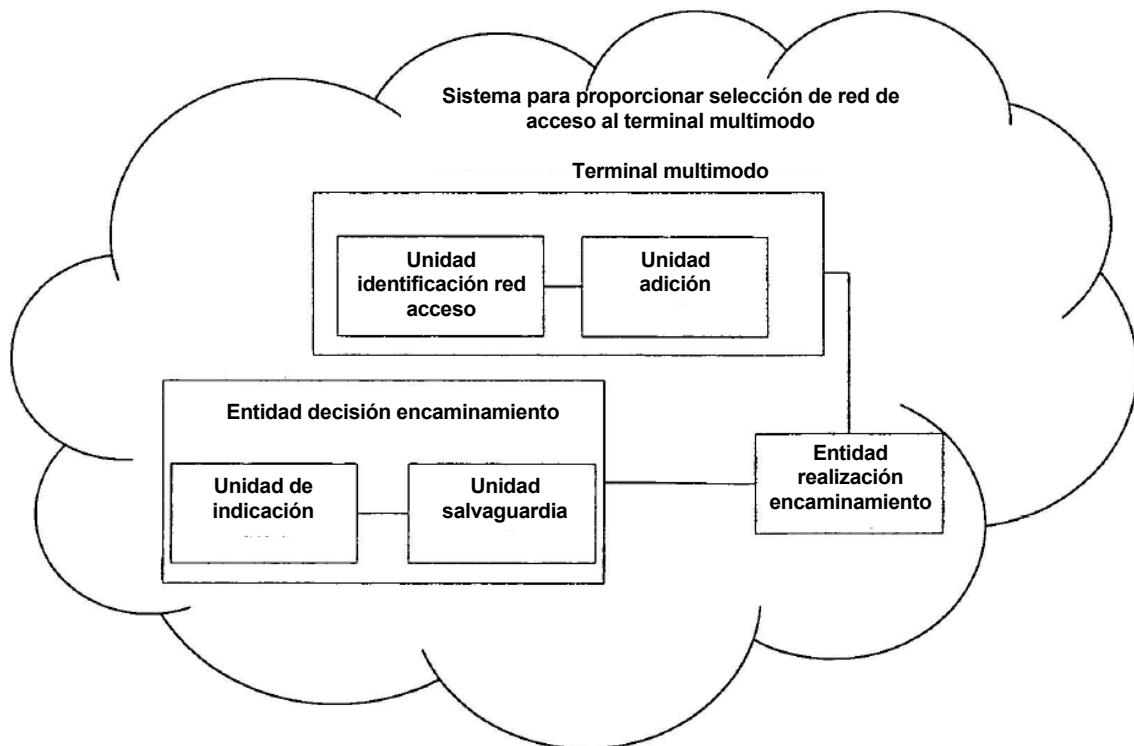 Sistema para proporcionar selección de red de
acceso al terminal multimodo
Terminal multimodo
Unidad
identificación red
acceso
Unidad
adición
Entidad decisión encaminamiento
Unidad de
indicación
Unidad
salvaguardia
Entidad
realización
encaminamiento